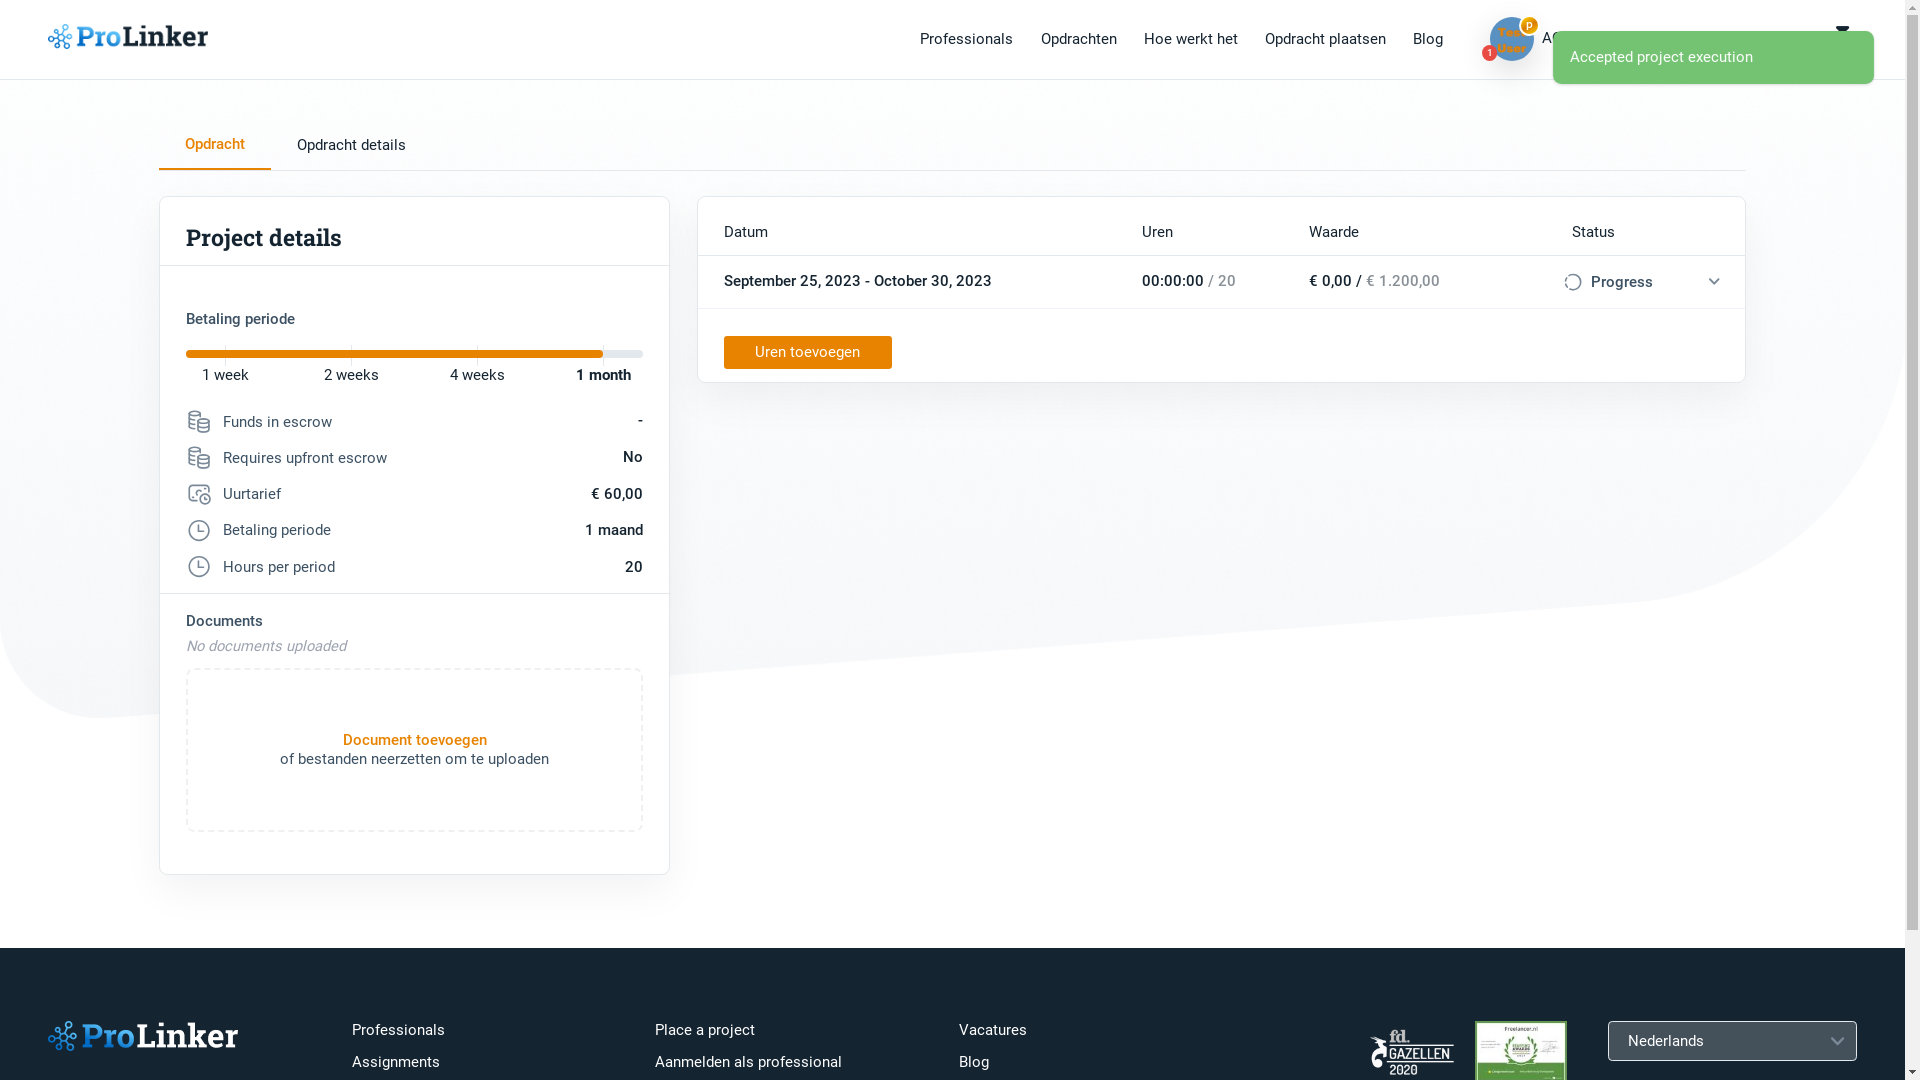 ProLinker
Professionals
Opdrachten
Hoe werkt het
Opdracht plaatsen
Blog
p
1
Accepted project execution
Opdracht
Opdracht details
Project details
Betaling periode
1 week
2 weeks
4 weeks
1 month
Funds in escrow
-
Requires upfront escrow
No
Uurtarief
€ 60,00
Betaling periode
1 maand
Hours per period
20
Documents
No documents uploaded
Document toevoegen
of bestanden neerzetten om te uploaden
Datum
Uren
Waarde
Status
September 25, 2023 - October 30, 2023
00:00:00 / 20
€ 0,00 / € 1.200,00
Progress
Uren toevoegen
ProLinker
Professionals
Assignments
Place a project
Aanmelden als professional
Vacatures
Blog
fd.
GAZELLEN
2020
Freelancer.nl
Nederlands